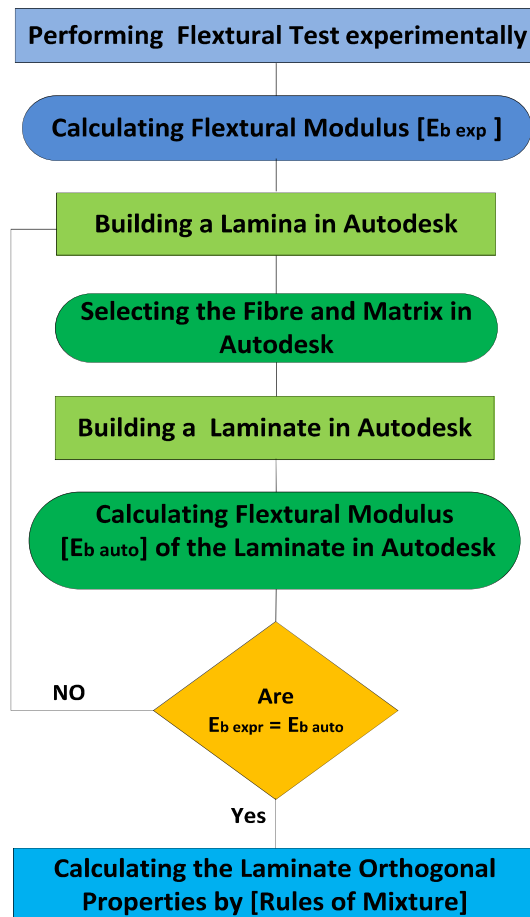 Performing Flextural Test experimentally
Calculating Flextural Modulus [Eb exp ]
Building a Lamina in Autodesk
Selecting the Fibre and Matrix in
Autodesk
Building a Laminate in Autodesk
Calculating Flextural Modulus
[Eb auto] of the Laminate in Autodesk
NO
Are
Eb expr = Eb auto
Yes
Calculating the Laminate Orthogonal
Properties by [Rules of Mixture]